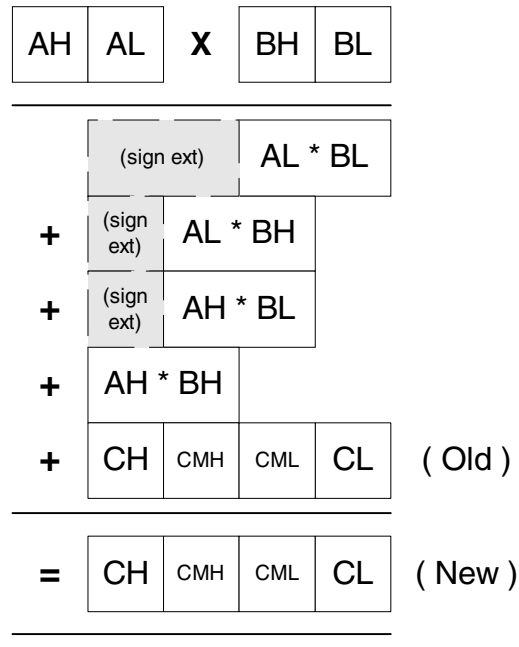 AH AL X BH BL
(sign ext) AL * BL
+ (sign
ext) AL * BH
+ (sign
ext) AH * BL
+ AH * BH
+ CH CMH CML CL ( Old )
= CH CMH CML CL ( New )